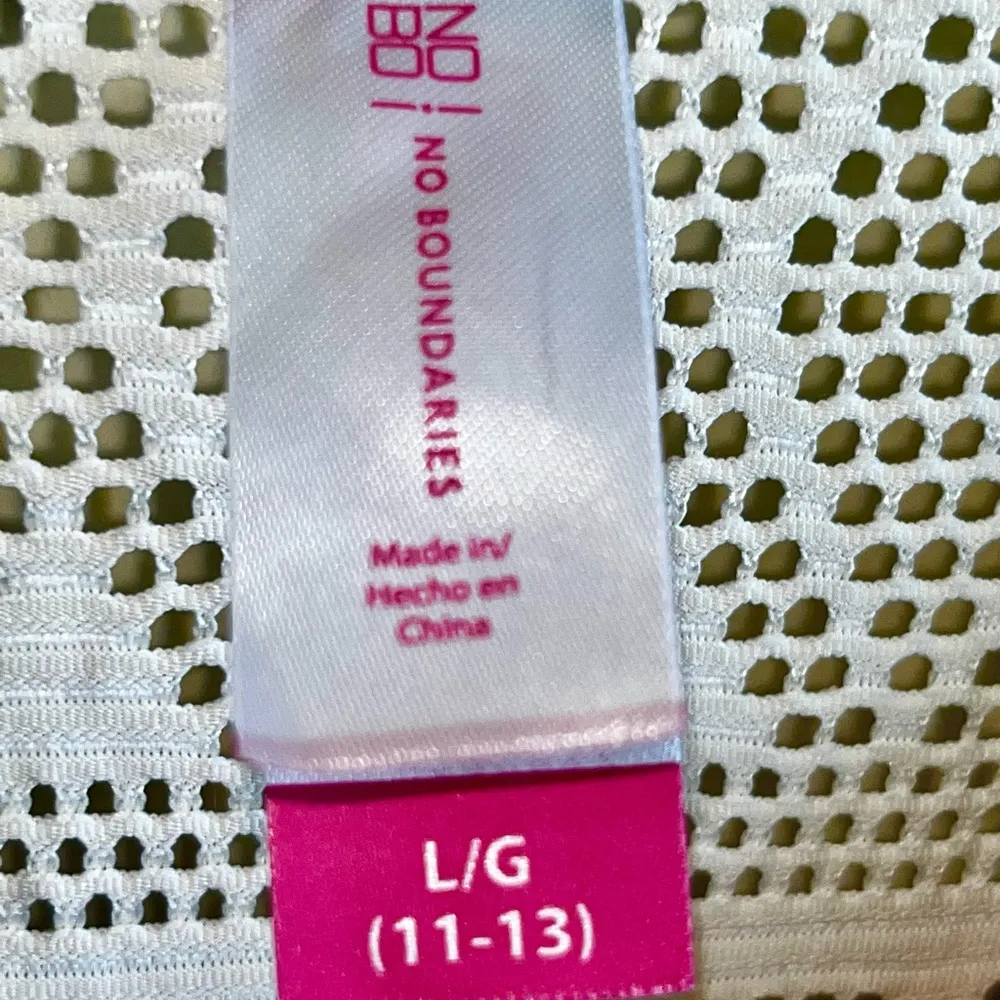 NO
BO
! NO BOUNDARIES
Made in/
Hecho en
China
L/G
(11-13)